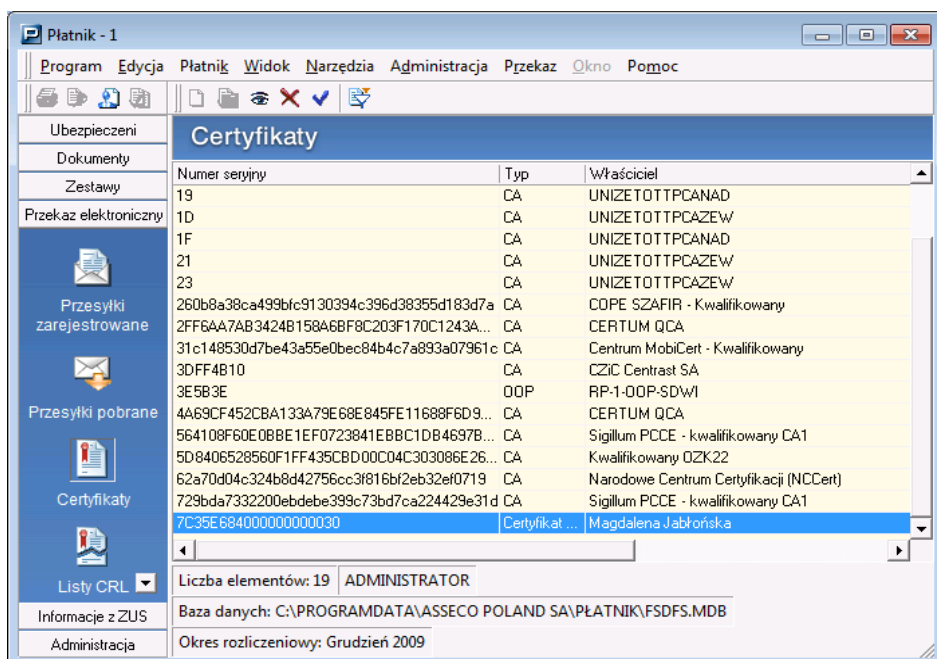 Płatnik - 1
Program Edycja Płatnik Widok Narzędzia Administracja Przekaz Okno Pomoc
Ubezpieczeni
Dokumenty
Zestawy
Przekaz elektroniczny
Przesyłki zarejestrowane
Przesyłki pobrane
Certyfikaty
Listy CRL
Informacje z ZUS
Administracja
Certyfikaty
Numer seryjny Typ Właściciel
19 CA UNIZETOTTPCANAD
1D CA UNIZETOTTPCAZEW
1F CA UNIZETOTTPCANAD
21 CA UNIZETOTTPCAZEW
23 CA UNIZETOTTPCAZEW
260b8a38ca499bfc9130394c396d38355d183d7a CA COPE SZAFIR - Kwalifikowany
2FF6AA7AB3424B158A6BF8C203F170C1243A... CA CERTUM QCA
31c148530d7be43a55e0bec84b4c7a893a07961c CA Centrum MobiCert - Kwalifikowany
3DFF4B10 CA CZiC Centrast SA
3E5B3E OOP RP-1-OOP-SDWI
4A69CF452CBA133A79E68E845FE11688F6D9... CA CERTUM QCA
564108F60E0BBE1EF0723841EBBC1DB4697B... CA Sigillum PCCE - kwalifikowany CA1
5D8406528560F1FF435CBD00C04C303086E26... CA Kwalifikowany OZK22
62a70d04c324b8d42756cc3f816bf2eb32ef0719 CA Narodowe Centrum Certyfikacji (NCCert)
729bda7332200ebdebe399c73bd7ca224429e31d CA Sigillum PCCE - kwalifikowany CA1
7C35E684000000000030 Certyfikat ... Magdalena Jabłońska
Liczba elementów: 19 ADMINISTRATOR
Baza danych: C:\PROGRAMDATA\ASSECO POLAND SA\PŁATNIK\FSDFS.MDB
Okres rozliczeniowy: Grudzień 2009